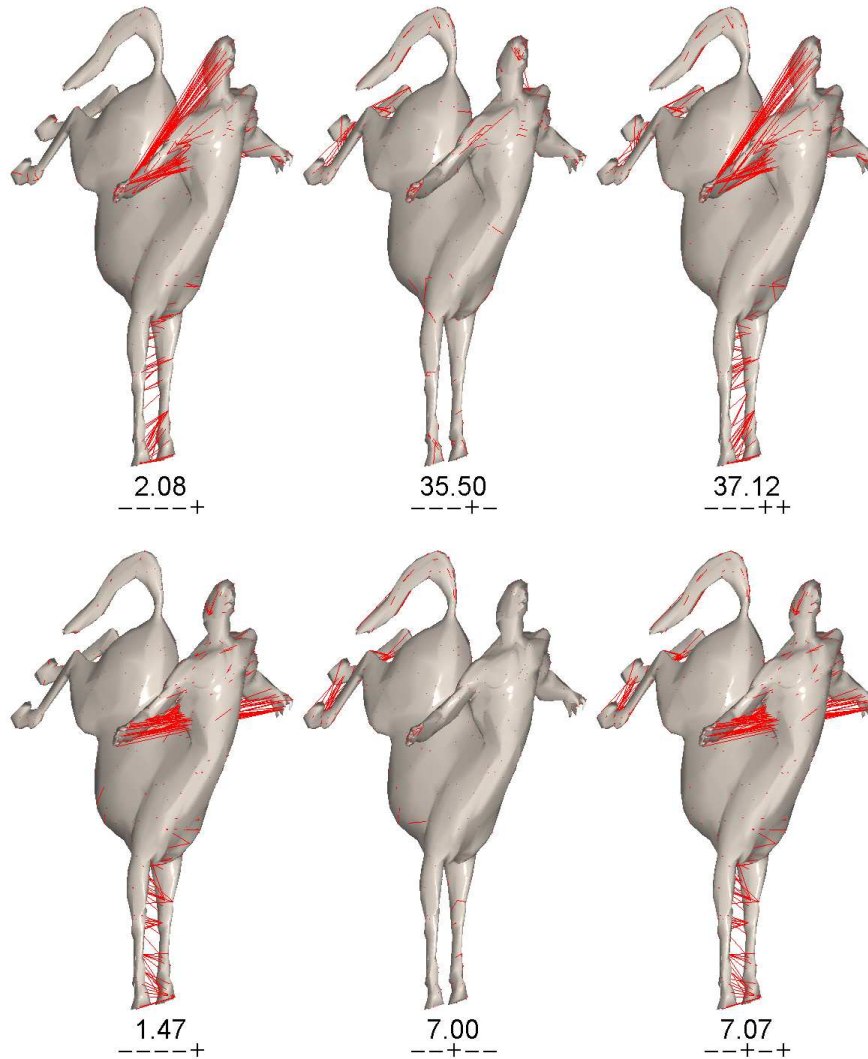 2.08 35.50 37.12
----+ ---+- ---++
1.47 7.00 7.07
----+ --+-- --+-+